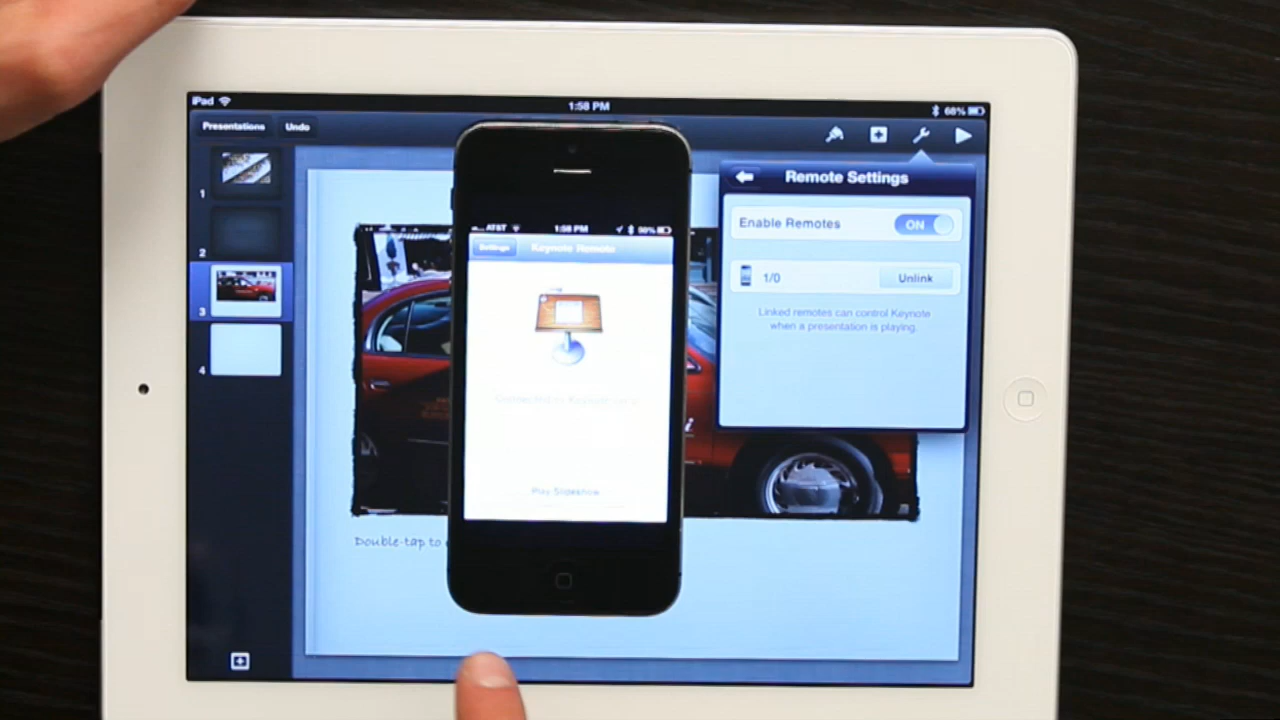 iPad 1:58 PM 66%
Presentations Undo
1
2
3
4
AT&T 1:58 PM 90%
Settings Keynote Remote
Play Slideshow
Double-tap to
Remote Settings
Enable Remotes ON
1/0 Unlink
Linked remotes can control Keynote
when a presentation is playing.